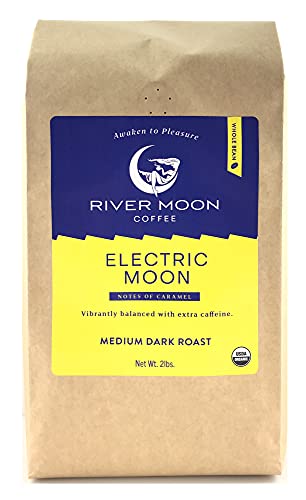 Awaken to Pleasure
WHOLE BEAN
RIVER MOON
COFFEE
ELECTRIC
MOON
NOTES OF CARAMEL
Vibrantly balanced with extra caffeine.
MEDIUM DARK ROAST
Net Wt. 2lbs.
USDA
ORGANIC